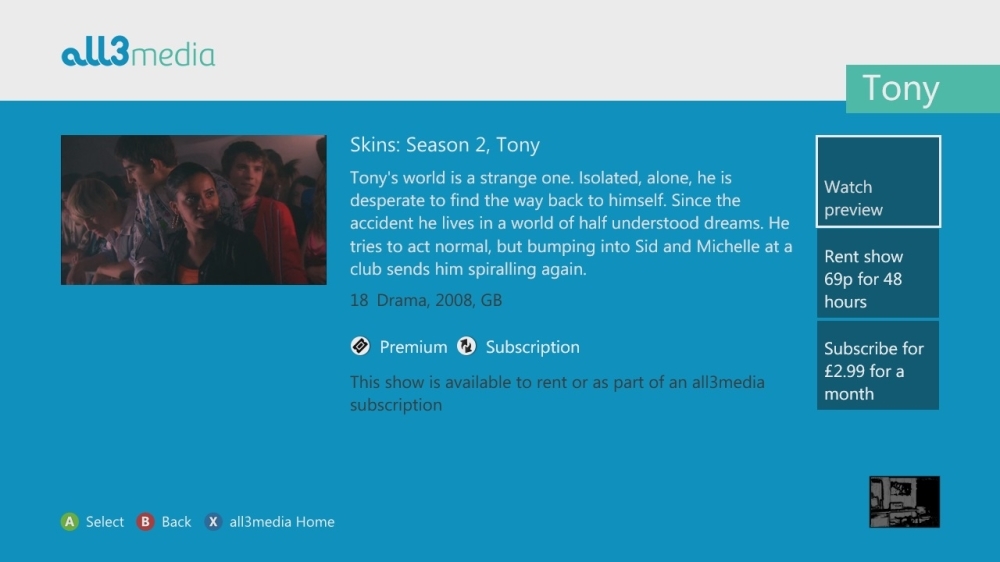 all3media
Tony
Skins: Season 2, Tony
Tony's world is a strange one. Isolated, alone, he is
desperate to find the way back to himself. Since the
accident he lives in a world of half understood dreams. He
tries to act normal, but bumping into Sid and Michelle at a
club sends him spiralling again.
18 Drama, 2008, GB
Premium Subscription
This show is available to rent or as part of an all3media
subscription
Watch
preview
Rent show
69p for 48
hours
Subscribe for
£2.99 for a
month
A Select B Back X all3media Home